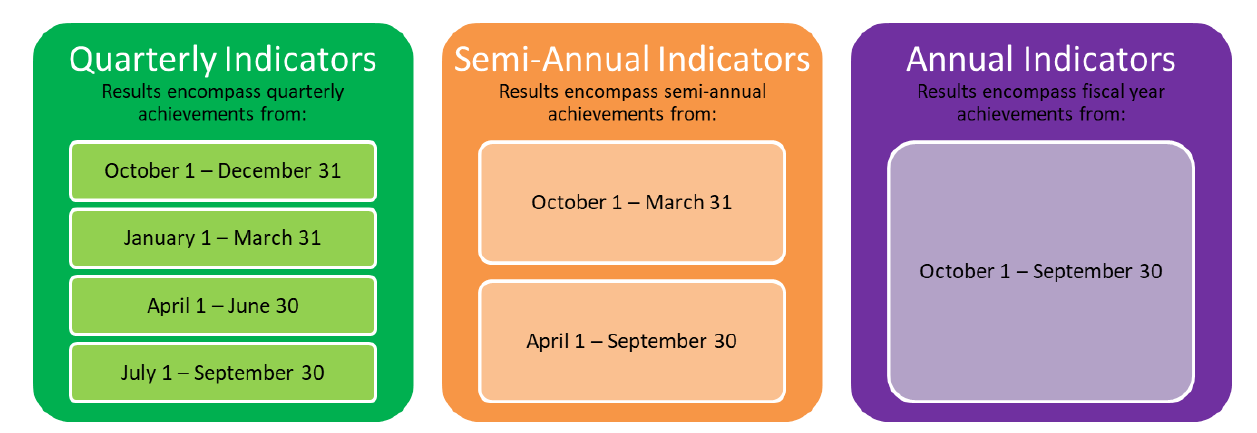 Quarterly Indicators
Results encompass quarterly
achievements from:
October 1 – December 31
January 1 – March 31
April 1 – June 30
July 1 – September 30
Semi-Annual Indicators
Results encompass semi-annual
achievements from:
October 1 – March 31
April 1 – September 30
Annual Indicators
Results encompass fiscal year
achievements from:
October 1 – September 30